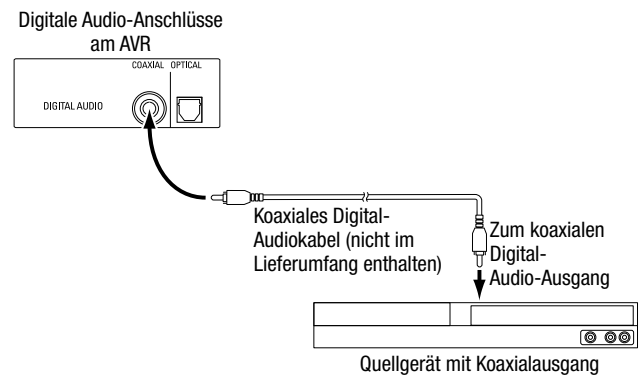 Digitale Audio-Anschlüsse
am AVR
COAXIAL OPTICAL
DIGITAL AUDIO
Koaxiales Digital-
Audiokabel (nicht im
Lieferumfang enthalten)
Zum koaxialen
Digital-
Audio-Ausgang
Quellgerät mit Koaxialausgang